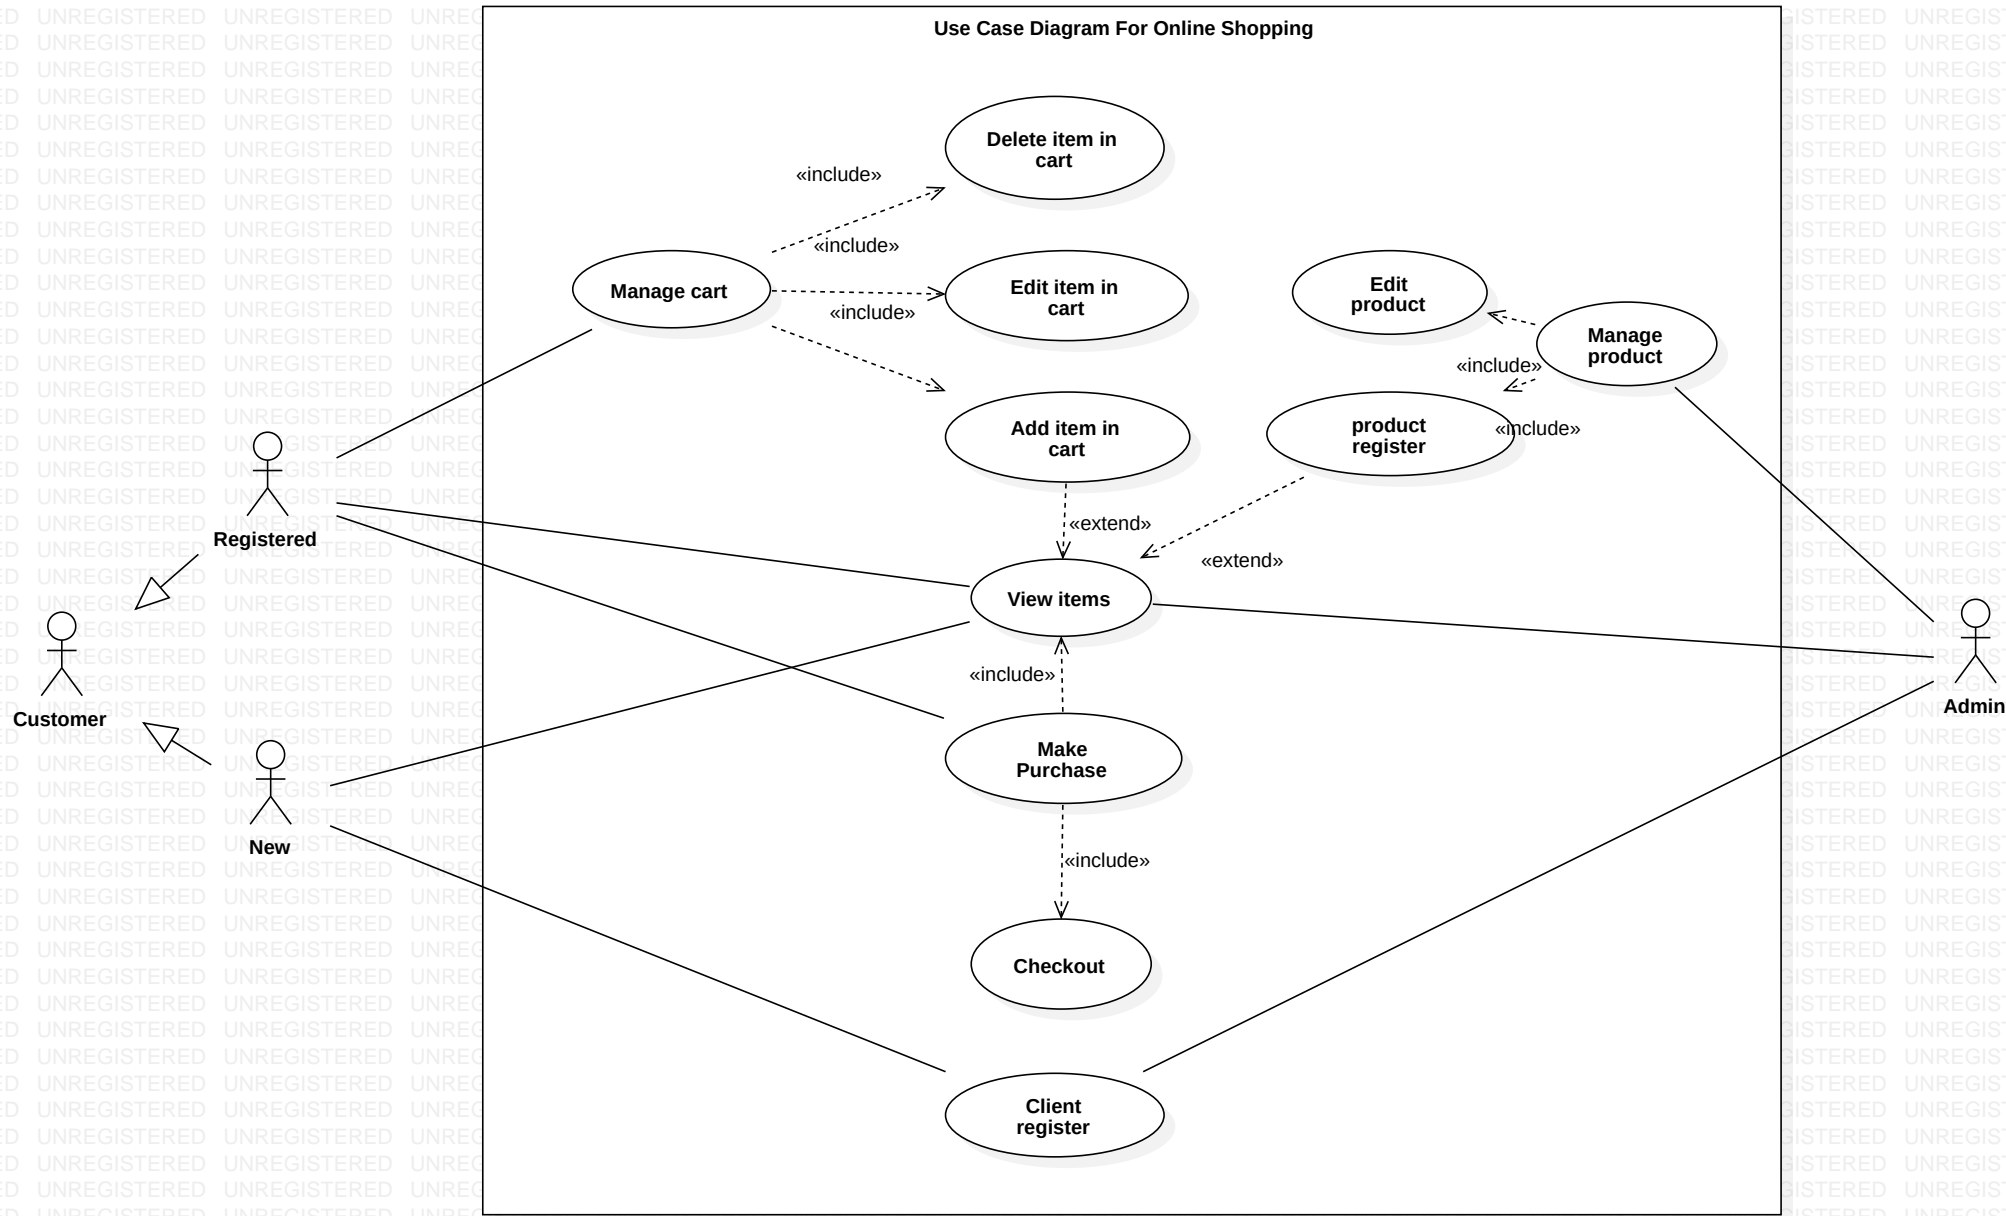 Use Case Diagram For Online Shopping
Delete item in
cart
«include»
«include»
Manage cart
Edit item in
cart
«include»
Edit
product
Manage
product
«include»
Add item in
cart
product
register
«include»
Registered
«extend»
«extend»
View items
Customer
«include»
Admin
Make
Purchase
New
«include»
Checkout
Client
register
UNREGISTERED